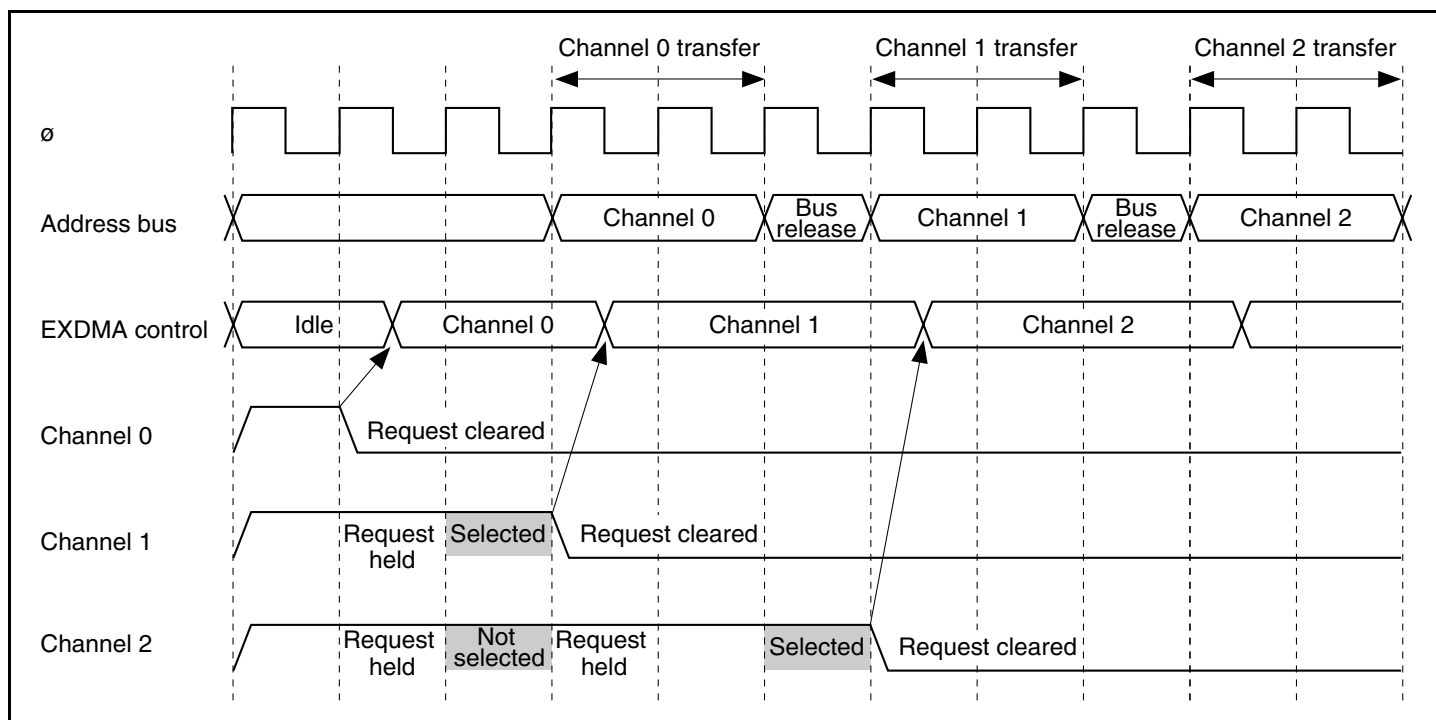 Channel 0 transfer
Channel 1 transfer
Channel 2 transfer
ø
Address bus
Channel 0
Bus
release
Channel 1
Bus
release
Channel 2
EXDMA control
Idle
Channel 0
Channel 1
Channel 2
Channel 0
Request cleared
Channel 1
Request
held
Selected
Request cleared
Channel 2
Request
held
Not
selected
Request
held
Selected
Request cleared